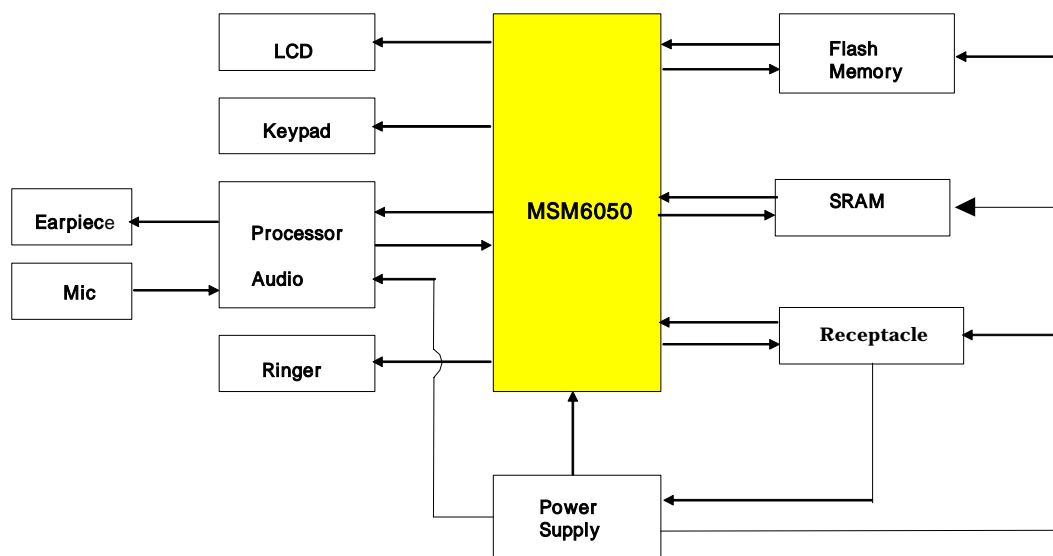 LCD
Flash
Memory
Keypad
Earpiece
Processor
Audio
MSM6050
SRAM
Mic
Ringer
Receptacle
Power
Supply